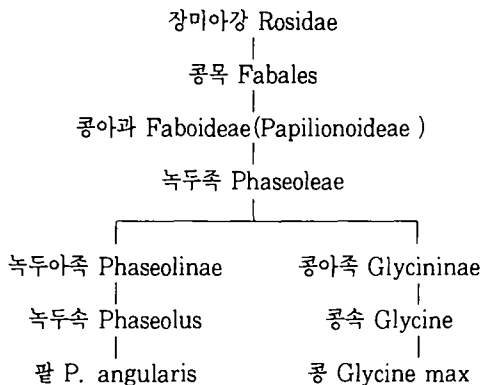 장미아강 Rosidae
콩목 Fabales
콩아과 Faboideae(Papilionoideae )
녹두족 Phaseoleae
녹두아족 Phaseolinae 콩아족 Glycininae
녹두속 Phaseolus 콩속 Glycine
팥 P. angularis 콩 Glycine max